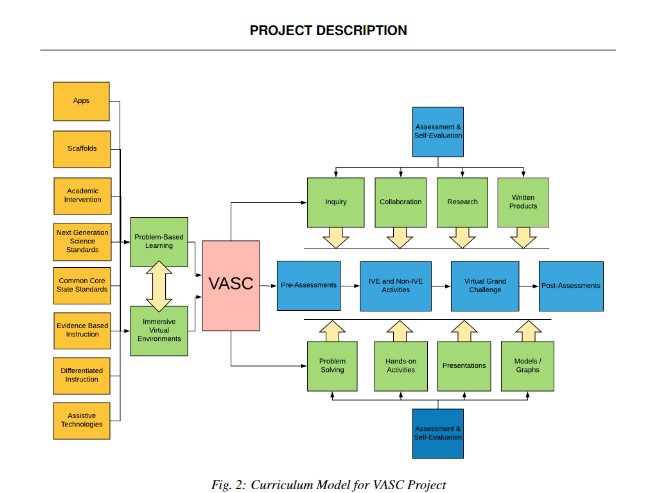 PROJECT DESCRIPTION
Apps
Scaffolds
Academic
Intervention
Next Generation
Science
Standards
Common Core
State Standards
Evidence Based
Instruction
Differentiated
Instruction
Assistive
Technologies
Problem-Based
Learning
Immersive
Virtual
Environments
VASC
Assessment &
Self-Evaluation
Inquiry
Collaboration
Research
Written
Products
Pre-Assessments
IVE and Non-IVE
Activities
Virtual Grand
Challenge
Post-Assessments
Problem
Solving
Hands-on
Activities
Presentations
Models /
Graphs
Assessment &
Self-Evaluation
Fig. 2: Curriculum Model for VASC Project